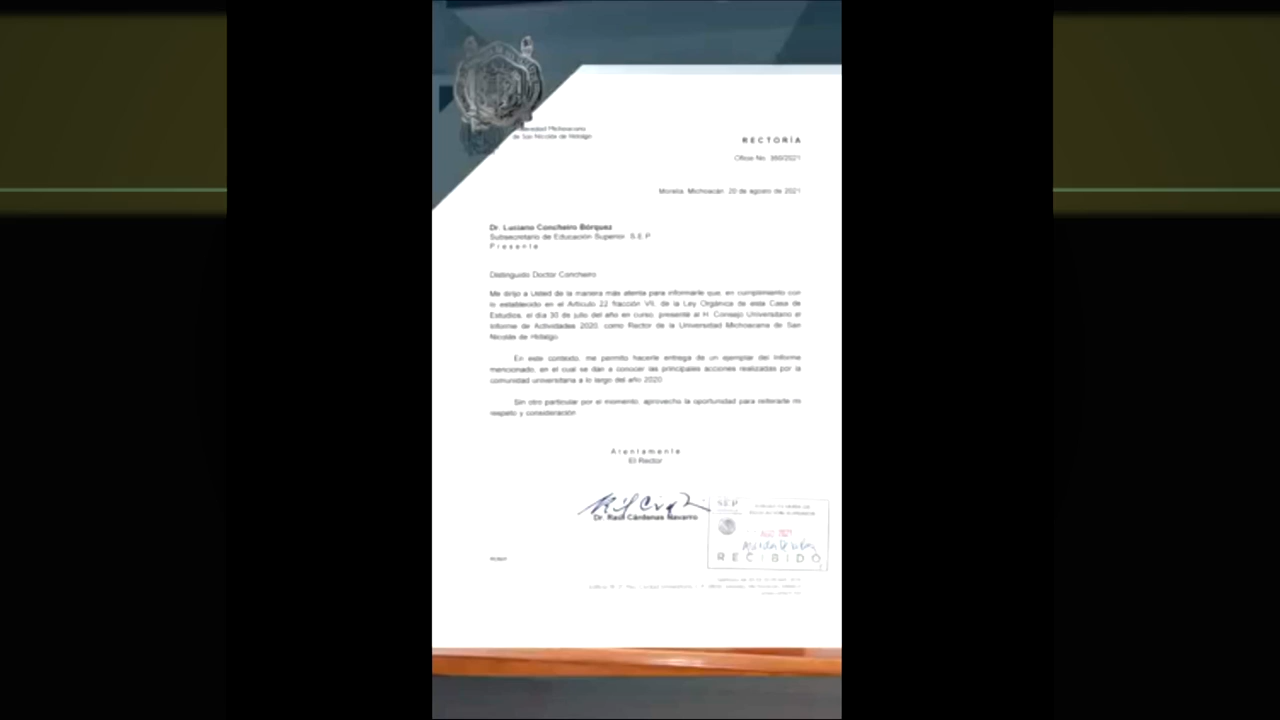 Universidad Michoacana
de San Nicolás de Hidalgo
RECTORÍA
Oficio No. 360/2021
Morelia, Michoacán, 20 de agosto de 2021
Dr. Luciano Concheiro Bórquez
Subsecretario de Educación Superior. S.E.P.
Presente
Distinguido Doctor Concheiro
Me dirijo a Usted de la manera más atenta para informarle que, en cumplimiento con
lo establecido en el Artículo 22 fracción VII, de la Ley Orgánica de esta Casa de
Estudios, el día 30 de julio del año en curso, presenté al H. Consejo Universitario el
Informe de Actividades 2020, como Rector de la Universidad Michoacana de San
Nicolás de Hidalgo.
En este contexto, me permito hacerle entrega de un ejemplar del Informe
mencionado, en el cual se dan a conocer las principales acciones realizadas por la
comunidad universitaria a lo largo del año 2020.
Sin otro particular por el momento, aprovecho la oportunidad para reiterarle mi
respeto y consideración.
Atentamente
El Rector
Dr. Raúl Cárdenas Navarro
SEP
RECIBIDO